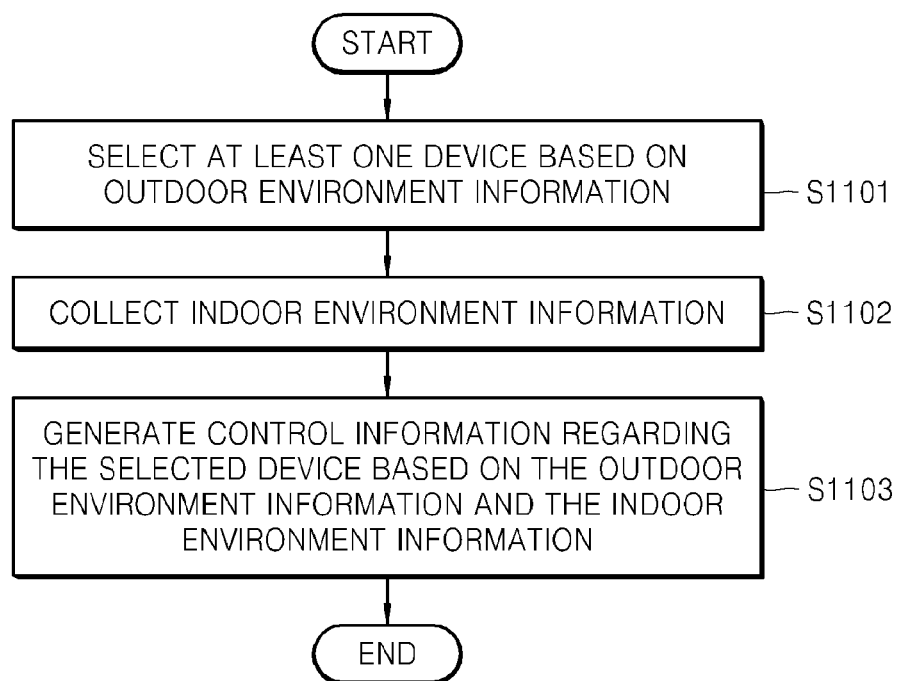 START
SELECT AT LEAST ONE DEVICE BASED ON
OUTDOOR ENVIRONMENT INFORMATION
S1101
COLLECT INDOOR ENVIRONMENT INFORMATION
S1102
GENERATE CONTROL INFORMATION REGARDING
THE SELECTED DEVICE BASED ON THE OUTDOOR
ENVIRONMENT INFORMATION AND THE INDOOR
ENVIRONMENT INFORMATION
S1103
END